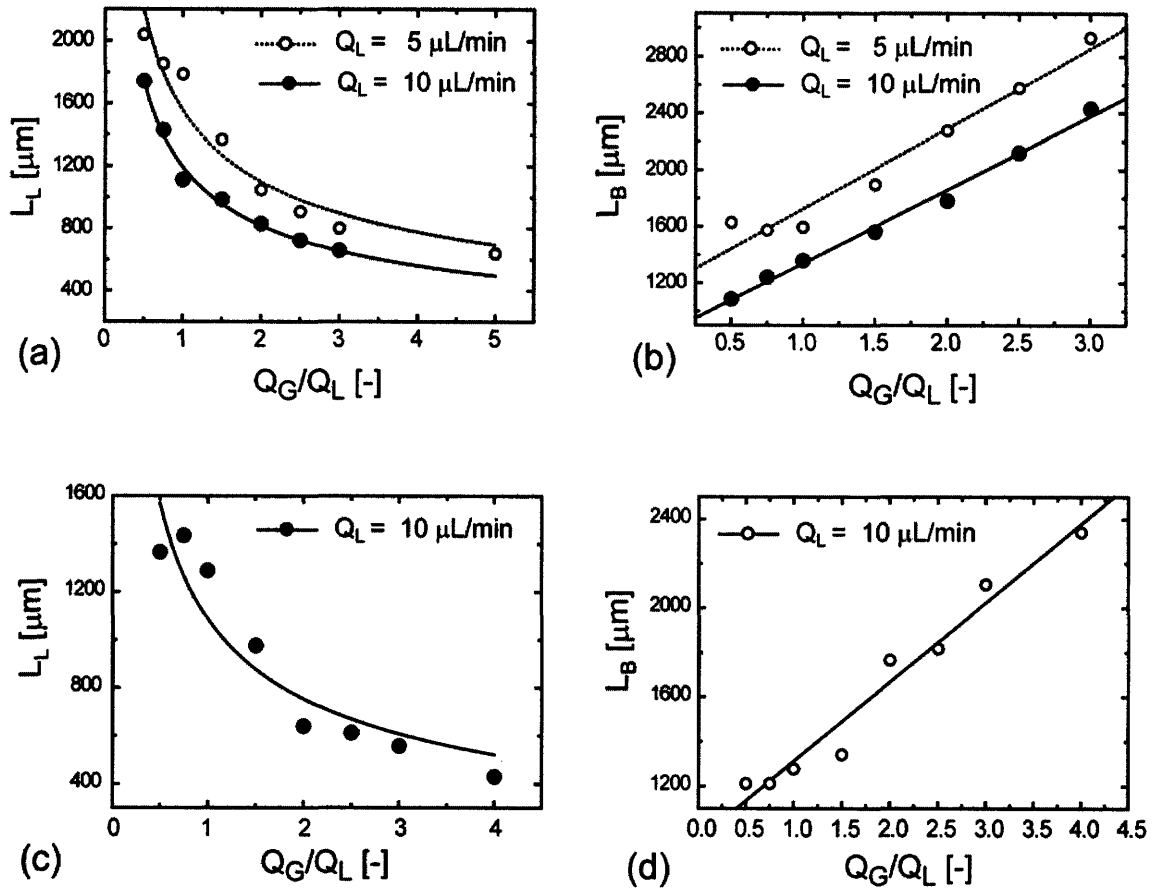 2000
1600
1200
800
400
L_L [μm]
Q_L = 5 μL/min
Q_L = 10 μL/min
0 1 2 3 4 5
(a)
Q_G/Q_L [-]
2800
2400
2000
1600
1200
L_B [μm]
Q_L = 5 μL/min
Q_L = 10 μL/min
0.5 1.0 1.5 2.0 2.5 3.0
(b)
Q_G/Q_L [-]
1600
1200
800
400
L_L [μm]
Q_L = 10 μL/min
0 1 2 3 4
(c)
Q_G/Q_L [-]
2400
2000
1600
1200
L_B [μm]
Q_L = 10 μL/min
0.0 0.5 1.0 1.5 2.0 2.5 3.0 3.5 4.0 4.5
(d)
Q_G/Q_L [-]